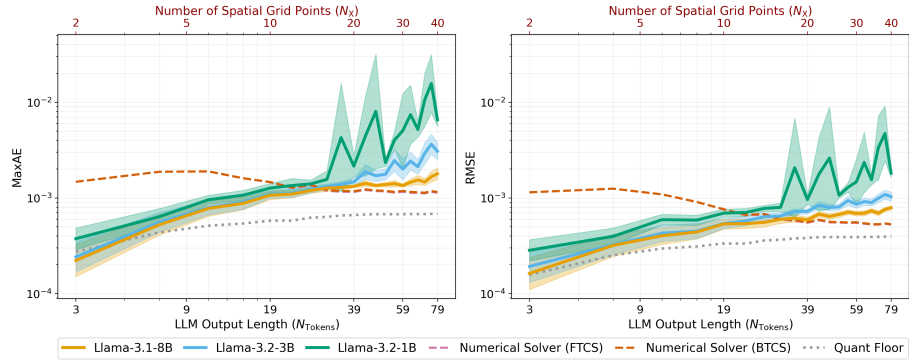 Number of Spatial Grid Points (N_X)
2 5 10 20 30 40
MaxAE
10⁻²
10⁻³
10⁻⁴
3 9 19 39 59 79
LLM Output Length (N_Tokens)
Number of Spatial Grid Points (N_X)
2 5 10 20 30 40
RMSE
10⁻²
10⁻³
10⁻⁴
3 9 19 39 59 79
LLM Output Length (N_Tokens)
Llama-3.1-8B Llama-3.2-3B Llama-3.2-1B Numerical Solver (FTCS) Numerical Solver (BTCS) Quant Floor